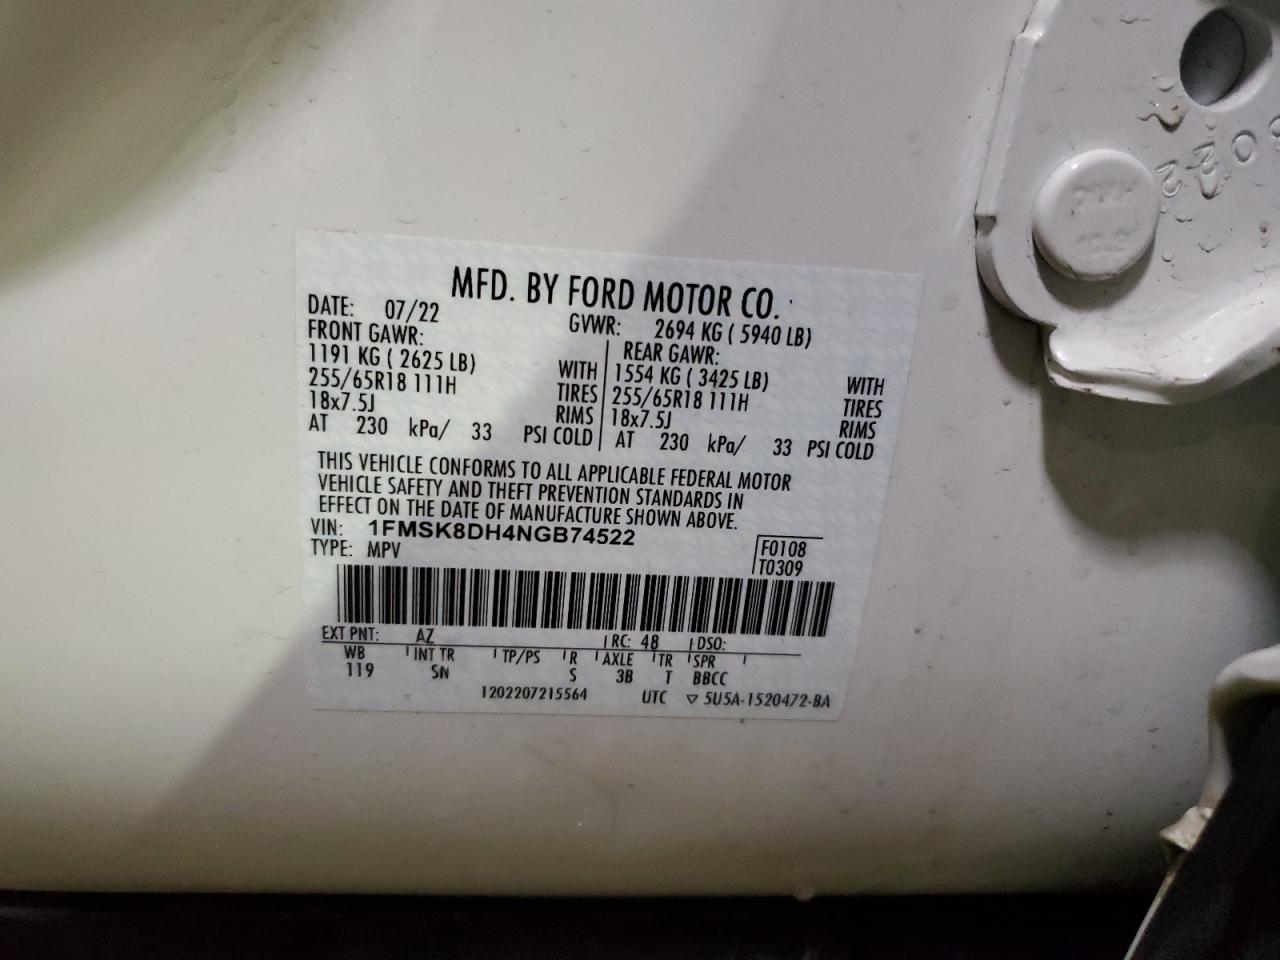 MFD. BY FORD MOTOR CO.
DATE: 07/22 GVWR: 2694 KG ( 5940 LB)
FRONT GAWR: REAR GAWR:
1191 KG ( 2625 LB) WITH 1554 KG ( 3425 LB) WITH
255/65R18 111H TIRES 255/65R18 111H TIRES
18x7.5J RIMS 18x7.5J RIMS
AT 230 kPa/ 33 PSI COLD AT 230 kPa/ 33 PSI COLD
THIS VEHICLE CONFORMS TO ALL APPLICABLE FEDERAL MOTOR
VEHICLE SAFETY AND THEFT PREVENTION STANDARDS IN
EFFECT ON THE DATE OF MANUFACTURE SHOWN ABOVE.
VIN: 1FMSK8DH4NGB74522
TYPE: MPV
F0108
T0309
EXT PNT: AZ RC: 48 DSO:
WB INT TR TP/PS R AXLE TR SPR
119 SN S 3B T BBCC
1202207215564 UTC ▽ 5U5A-1520472-BA